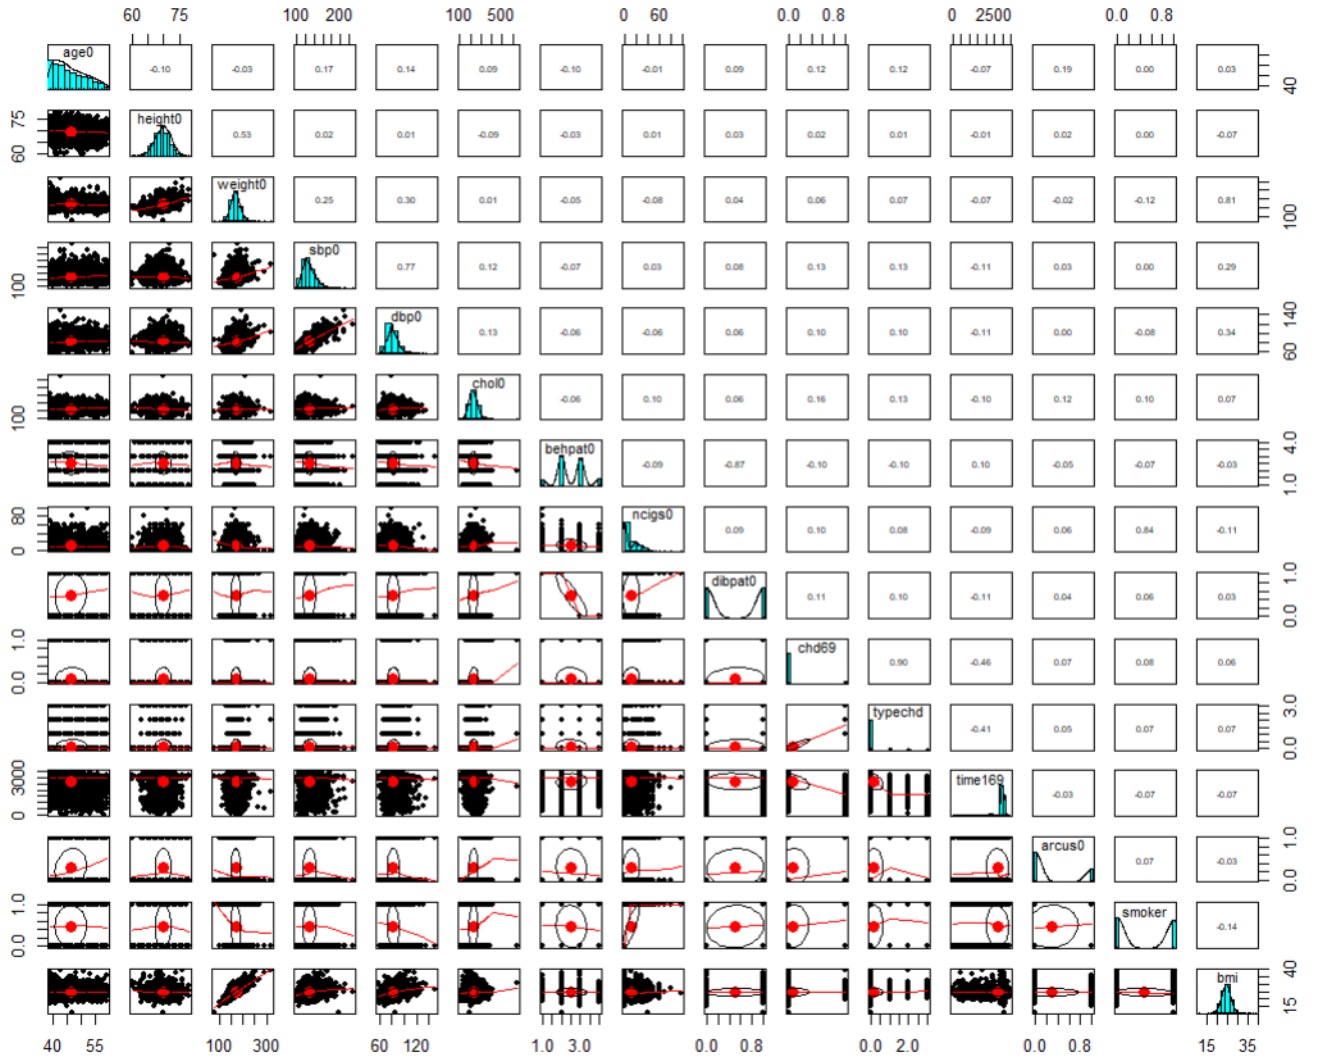 60 75 100 200 100 500 0 60 0.0 0.8 0 2500 0.0 0.8
age0 -0.10 -0.03 0.17 0.14 0.09 -0.10 -0.01 0.09 0.12 0.12 -0.07 0.19 0.00 0.03 40
60 75 height0 0.53 0.02 0.01 -0.09 -0.03 0.01 0.03 0.02 0.01 -0.01 0.02 0.00 -0.07
weight0 0.25 0.30 0.01 -0.05 -0.08 0.04 0.06 0.07 -0.07 -0.02 -0.12 0.81 100
100 sbp0 0.77 0.12 -0.07 0.03 0.08 0.13 0.13 -0.11 0.03 0.00 0.29
dbp0 0.13 -0.06 -0.06 0.06 0.10 0.10 -0.11 0.00 -0.08 0.34 60 140
100 chol0 -0.06 0.10 0.06 0.16 0.13 -0.10 0.12 0.10 0.07
behpat0 -0.09 -0.87 -0.10 -0.10 0.10 -0.05 -0.07 -0.03 1.0 4.0
0 80 ncigs0 0.09 0.10 0.08 -0.09 0.06 0.84 -0.11
dibpat0 0.11 0.10 -0.11 0.04 0.06 0.03 0.0 1.0
0.0 1.0 chd69 0.90 -0.46 0.07 0.08 0.06
typechd -0.41 0.05 0.07 0.07 0.0 3.0
0 3000 time169 -0.03 -0.07 -0.07
arcus0 0.07 -0.03 0.0 1.0
0.0 1.0 smoker -0.14
bmi 15 40
40 55 100 300 60 120 1.0 3.0 0.0 0.8 0.0 2.0 0.0 0.8 15 35